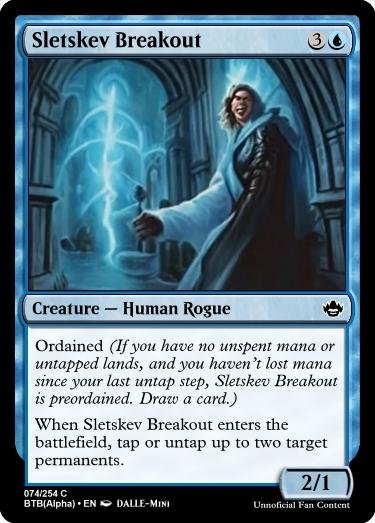 Sletskev Breakout 3
Creature — Human Rogue
Ordained (If you have no unspent mana or
untapped lands, and you haven't lost mana
since your last untap step, Sletskev Breakout
is preordained. Draw a card.)
When Sletskev Breakout enters the
battlefield, tap or untap up to two target
permanents.
2/1
074/254 C
BTB(Alpha) • EN DALLE-Mini
Unofficial Fan Content